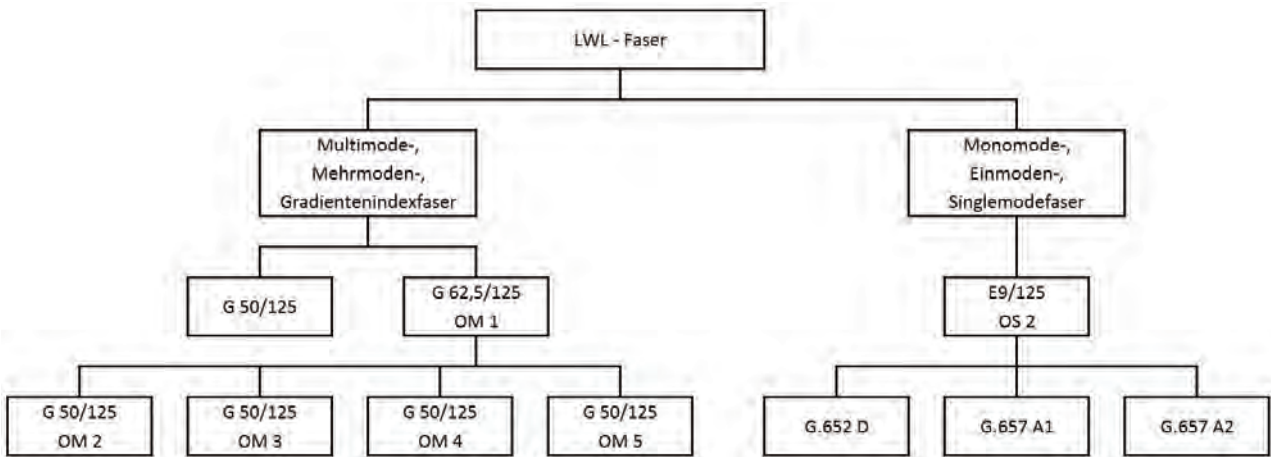 LWL - Faser
Multimode-,
Mehrmoden-,
Gradientenindexfaser
Monomode-,
Einmoden-,
Singlemodefaser
G 50/125
G 62,5/125
OM 1
E9/125
OS 2
G 50/125
OM 2
G 50/125
OM 3
G 50/125
OM 4
G 50/125
OM 5
G.652 D
G.657 A1
G.657 A2